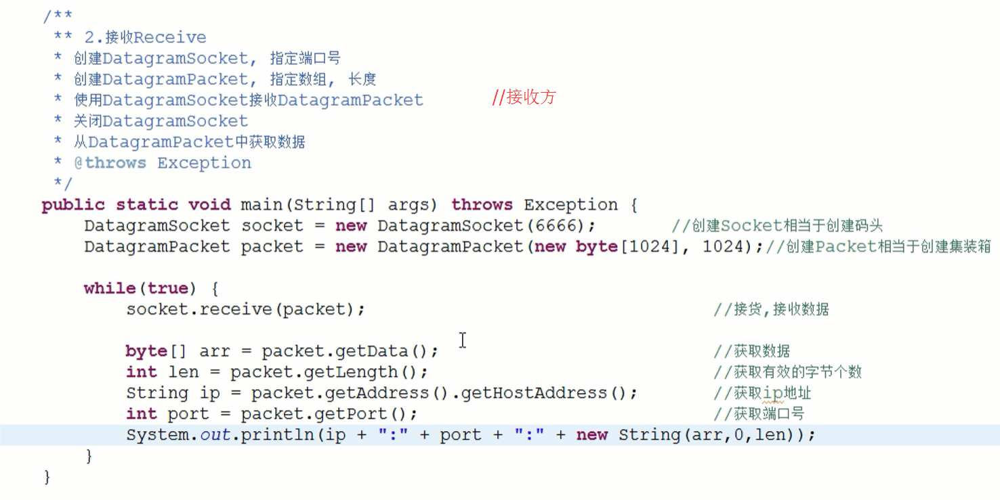 /**
** 2.接收Receive
* 创建DatagramSocket, 指定端口号
* 创建DatagramPacket, 指定数组, 长度
* 使用DatagramSocket接收DatagramPacket //接收方
* 关闭DatagramSocket
* 从DatagramPacket中获取数据
* @throws Exception
*/
public static void main(String[] args) throws Exception {
DatagramSocket socket = new DatagramSocket(6666); //创建Socket相当于创建码头
DatagramPacket packet = new DatagramPacket(new byte[1024], 1024);//创建Packet相当于创建集装箱
while(true) {
socket.receive(packet); //接货,接收数据
byte[] arr = packet.getData(); //获取数据
int len = packet.getLength(); //获取有效的字节个数
String ip = packet.getAddress().getHostAddress(); //获取ip地址
int port = packet.getPort(); //获取端口号
System.out.println(ip + ":" + port + ":" + new String(arr,0,len));
}
}